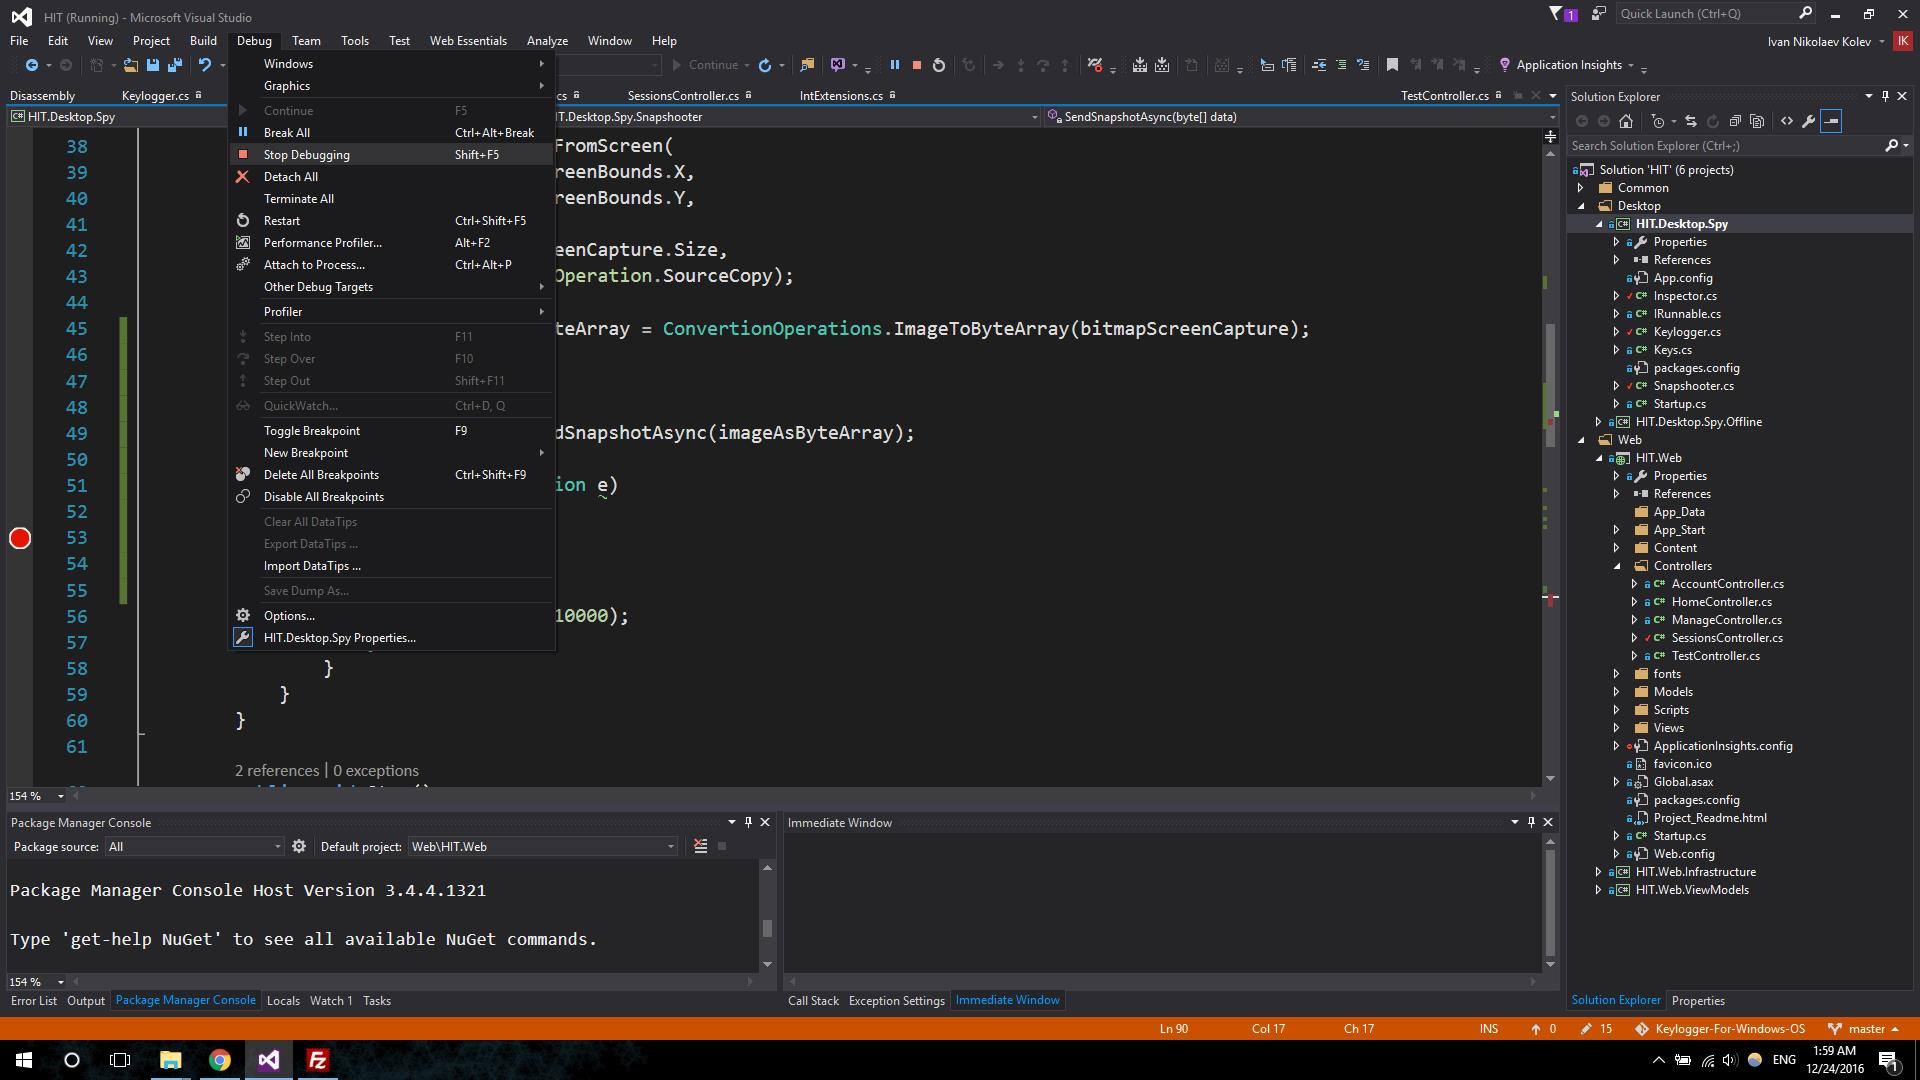 HIT (Running) - Microsoft Visual Studio
1
Quick Launch (Ctrl+Q)
File Edit View Project Build Debug Team Tools Test Web Essentials Analyze Window Help
Ivan Nikolaev Kolev IK
Continue
Application Insights
Disassembly Keylogger.cs cs SessionsController.cs IntExtensions.cs TestController.cs
HIT.Desktop.Spy
T.Desktop.Spy.Snapshooter
SendSnapshotAsync(byte[] data)
Windows
Graphics
Continue F5
Break All Ctrl+Alt+Break
Stop Debugging Shift+F5
Detach All
Terminate All
Restart Ctrl+Shift+F5
Performance Profiler... Alt+F2
Attach to Process... Ctrl+Alt+P
Other Debug Targets
Profiler
Step Into F11
Step Over F10
Step Out Shift+F11
QuickWatch... Ctrl+D, Q
Toggle Breakpoint F9
New Breakpoint
Delete All Breakpoints Ctrl+Shift+F9
Disable All Breakpoints
Clear All DataTips
Export DataTips ...
Import DataTips ...
Save Dump As...
Options...
HIT.Desktop.Spy Properties...
38 FromScreen(
39 reenBounds.X,
40 reenBounds.Y,
41
42 eenCapture.Size,
43 Operation.SourceCopy);
44
45 teArray = ConvertionOperations.ImageToByteArray(bitmapScreenCapture);
46
47
48
49 dSnapshotAsync(imageAsByteArray);
50
51 ion e)
52
53
54
55
56 10000);
57
58 }
59 }
60 }
61
2 references | 0 exceptions
154 %
Solution Explorer
Search Solution Explorer (Ctrl+;)
Solution 'HIT' (6 projects)
Common
Desktop
HIT.Desktop.Spy
Properties
References
App.config
Inspector.cs
IRunnable.cs
Keylogger.cs
Keys.cs
packages.config
Snapshooter.cs
Startup.cs
HIT.Desktop.Spy.Offline
Web
HIT.Web
Properties
References
App_Data
App_Start
Content
Controllers
AccountController.cs
HomeController.cs
ManageController.cs
SessionsController.cs
TestController.cs
fonts
Models
Scripts
Views
ApplicationInsights.config
favicon.ico
Global.asax
packages.config
Project_Readme.html
Startup.cs
Web.config
HIT.Web.Infrastructure
HIT.Web.ViewModels
Solution Explorer Properties
Package Manager Console
Package source: All Default project: Web\HIT.Web
Package Manager Console Host Version 3.4.4.1321
Type 'get-help NuGet' to see all available NuGet commands.
154 %
Error List Output Package Manager Console Locals Watch 1 Tasks
Immediate Window
Call Stack Exception Settings Immediate Window
Ln 90 Col 17 Ch 17 INS 0 15 Keylogger-For-Windows-OS master
ENG
1:59 AM
12/24/2016
1